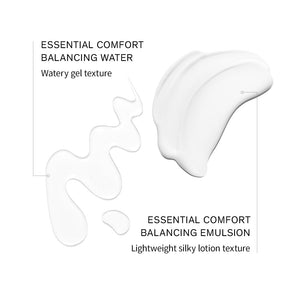 ESSENTIAL COMFORT
BALANCING WATER
Watery gel texture
ESSENTIAL COMFORT
BALANCING EMULSION
Lightweight silky lotion texture